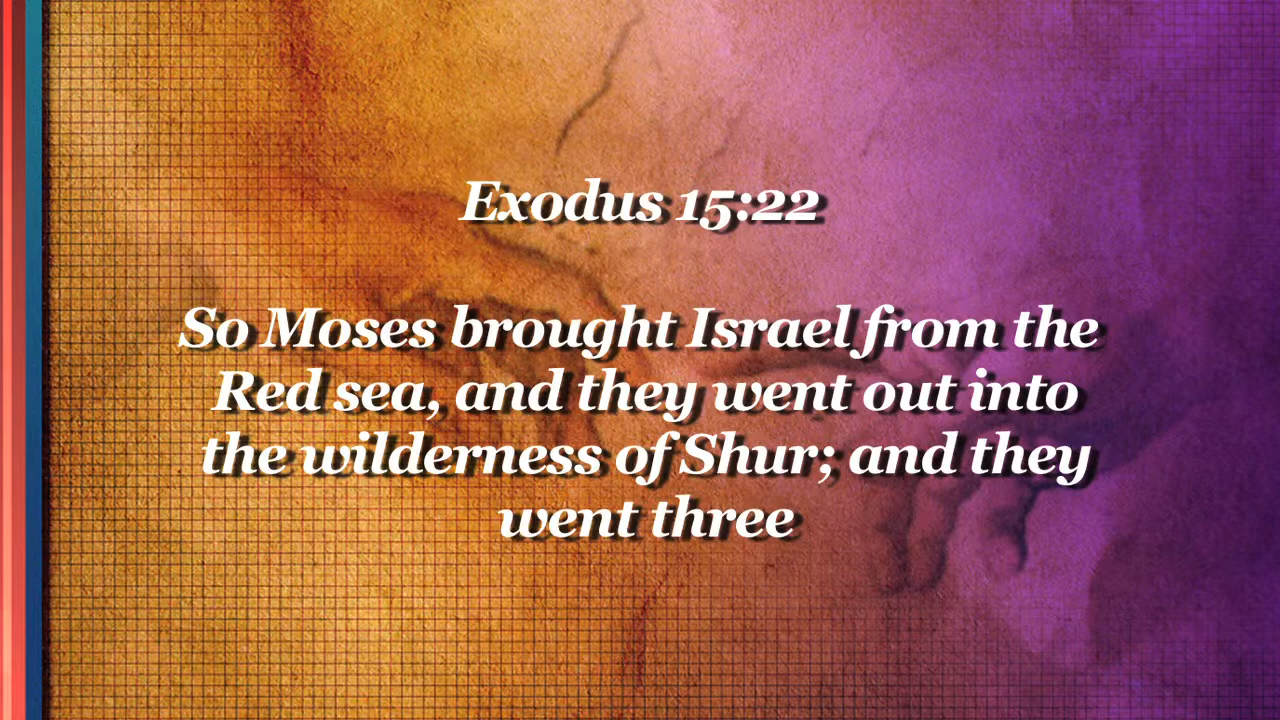 Exodus 15:22
So Moses brought Israel from the
Red sea, and they went out into
the wilderness of Shur; and they
went three